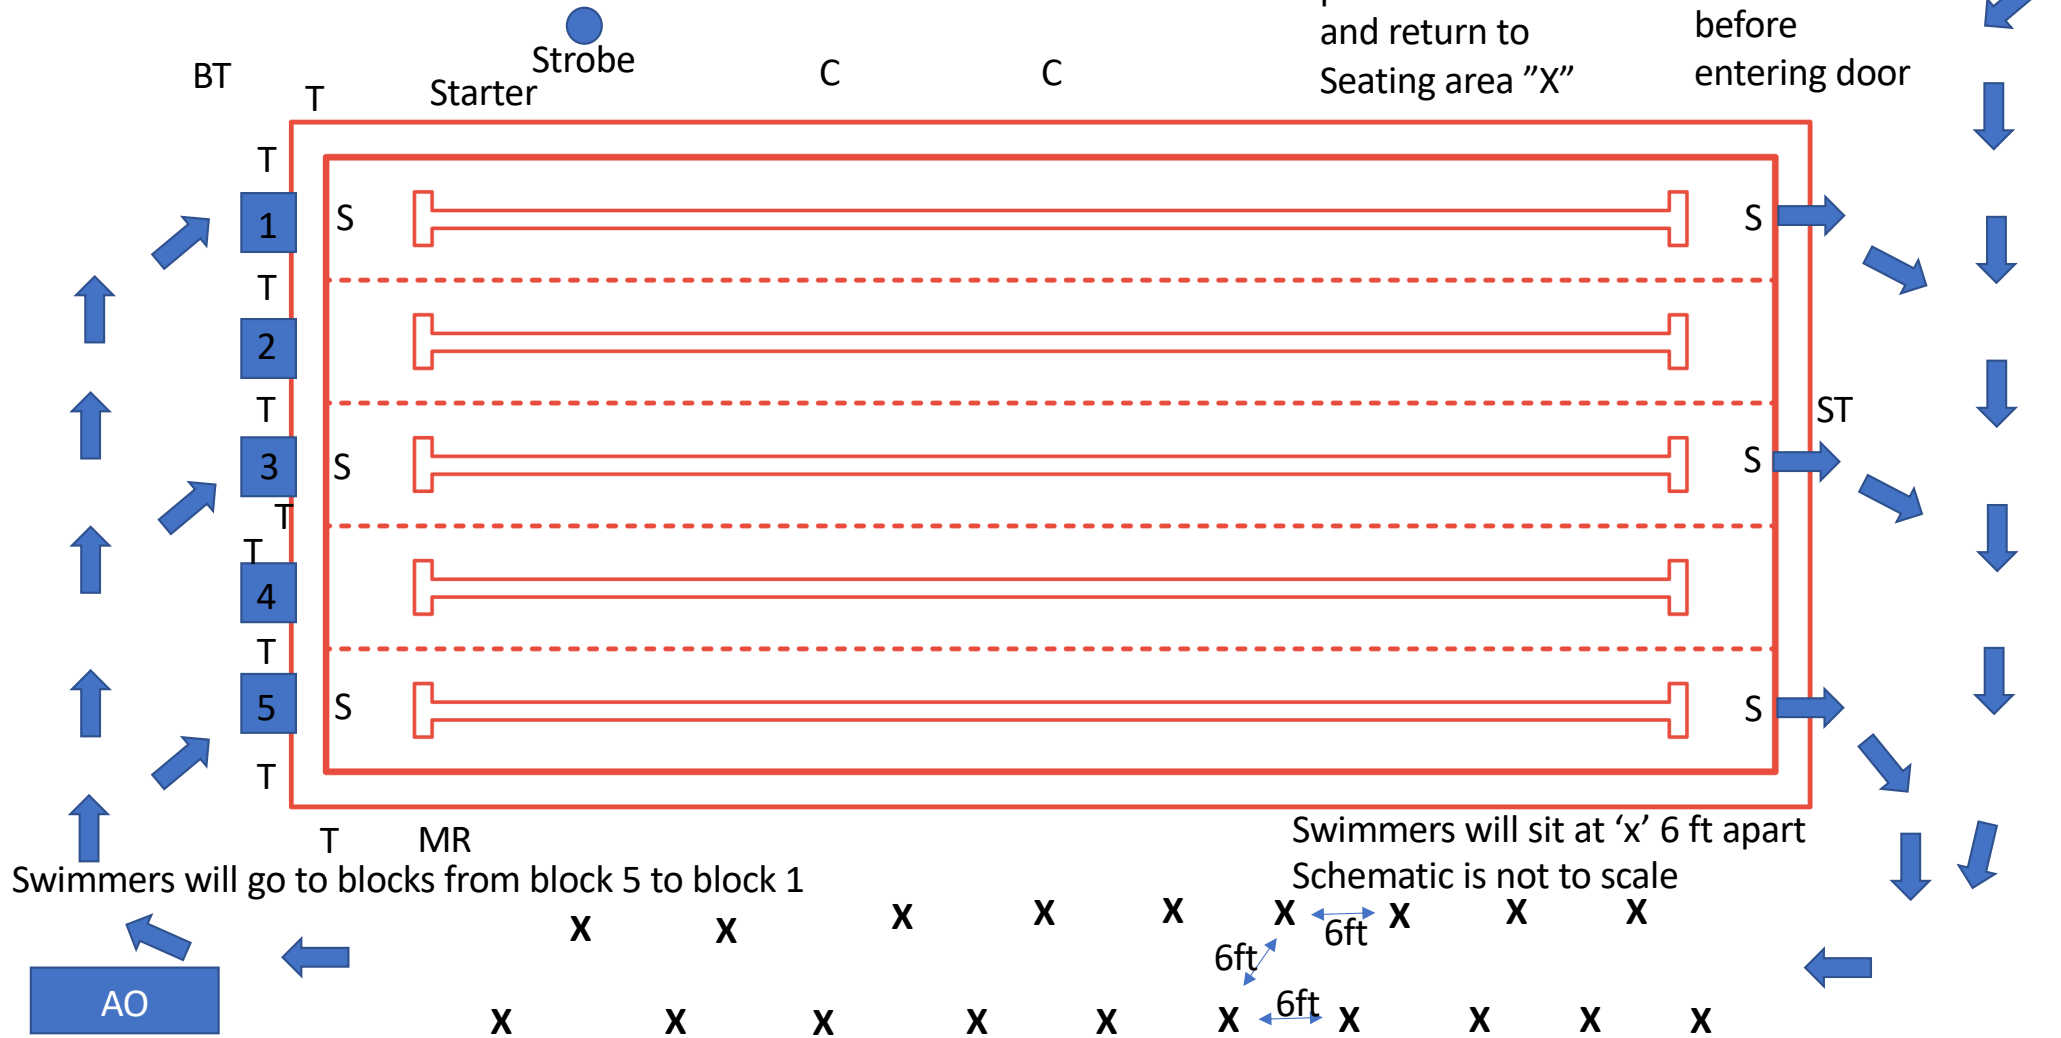 and return to
Seating area ”X”
before
entering door
Strobe
BT
T
Starter
C
C
T
1
S
S
T
2
T
ST
3
S
S
T
T
4
T
5
S
S
T
T
MR
Swimmers will sit at ‘x’ 6 ft apart
Schematic is not to scale
Swimmers will go to blocks from block 5 to block 1
X X X X X X X X X
6ft
6ft
6ft
AO
X X X X X X X X X X